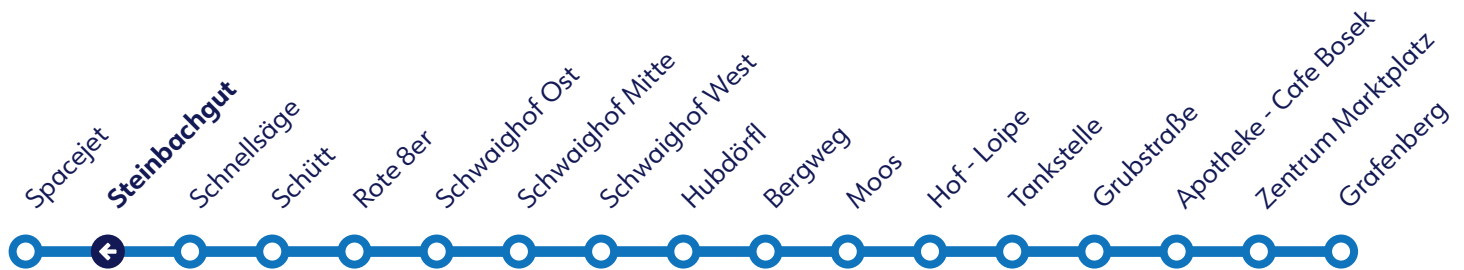 Spacejet
Steinbachgut
Schnellsäge
Schütt
Rote 8er
Schwaighof Ost
Schwaighof Mitte
Schwaighof West
Hubdörfl
Bergweg
Moos
Hof - Loipe
Tankstelle
Grubstraße
Apotheke - Cafe Bosek
Zentrum Marktplatz
Grafenberg